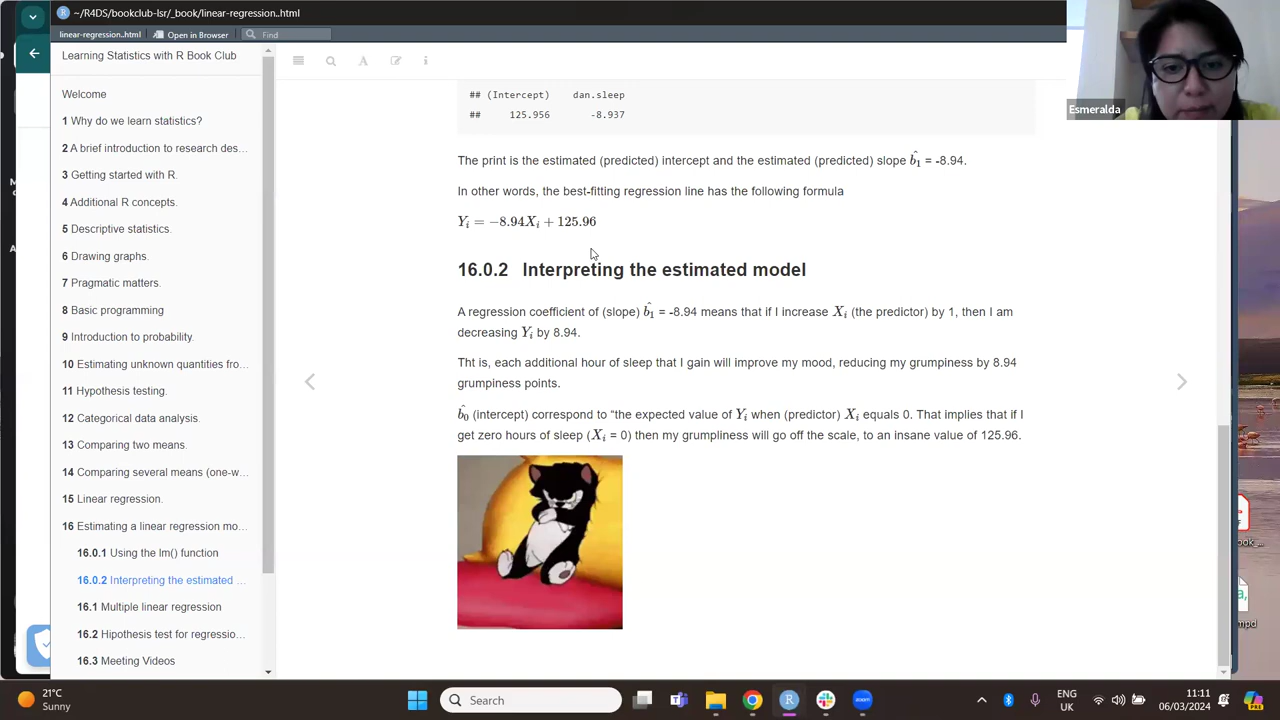 ~/R4DS/bookclub-lsr/_book/linear-regression..html
linear-regression..html
Open in Browser
Find
Learning Statistics with R Book Club
Welcome
1 Why do we learn statistics?
2 A brief introduction to research des...
3 Getting started with R.
4 Additional R concepts.
5 Descriptive statistics.
6 Drawing graphs.
7 Pragmatic matters.
8 Basic programming
9 Introduction to probability.
10 Estimating unknown quantities fro...
11 Hypothesis testing.
12 Categorical data analysis.
13 Comparing two means.
14 Comparing several means (one-w...
15 Linear regression.
16 Estimating a linear regression mo...
16.0.1 Using the lm() function
16.0.2 Interpreting the estimated ...
16.1 Multiple linear regression
16.2 Hipothesis test for regressio...
16.3 Meeting Videos
## (Intercept) dan.sleep
## 125.956 -8.937
The print is the estimated (predicted) intercept and the estimated (predicted) slope b̂₁ = -8.94.
In other words, the best-fitting regression line has the following formula
Yᵢ = −8.94Xᵢ + 125.96
16.0.2 Interpreting the estimated model
A regression coefficient of (slope) b̂₁ = -8.94 means that if I increase Xᵢ (the predictor) by 1, then I am
decreasing Yᵢ by 8.94.
Tht is, each additional hour of sleep that I gain will improve my mood, reducing my grumpiness by 8.94
grumpiness points.
b̂₀ (intercept) correspond to “the expected value of Yᵢ when (predictor) Xᵢ equals 0. That implies that if I
get zero hours of sleep (Xᵢ = 0) then my grumpliness will go off the scale, to an insane value of 125.96.
Esmeralda
21°C
Sunny
Search
ENG
UK
11:11
06/03/2024